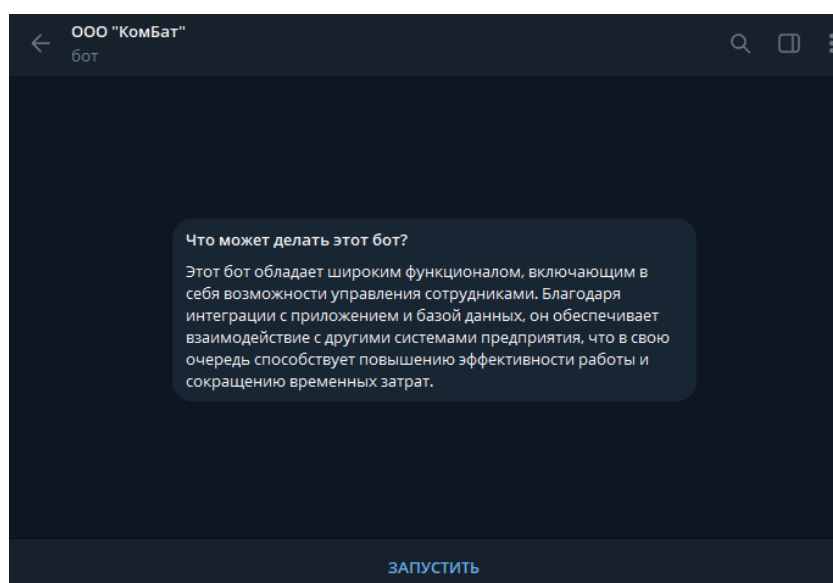 ООО "КомБат"
бот
Что может делать этот бот?
Этот бот обладает широким функционалом, включающим в
себя возможности управления сотрудниками. Благодаря
интеграции с приложением и базой данных, он обеспечивает
взаимодействие с другими системами предприятия, что в свою
очередь способствует повышению эффективности работы и
сокращению временных затрат.
ЗАПУСТИТЬ